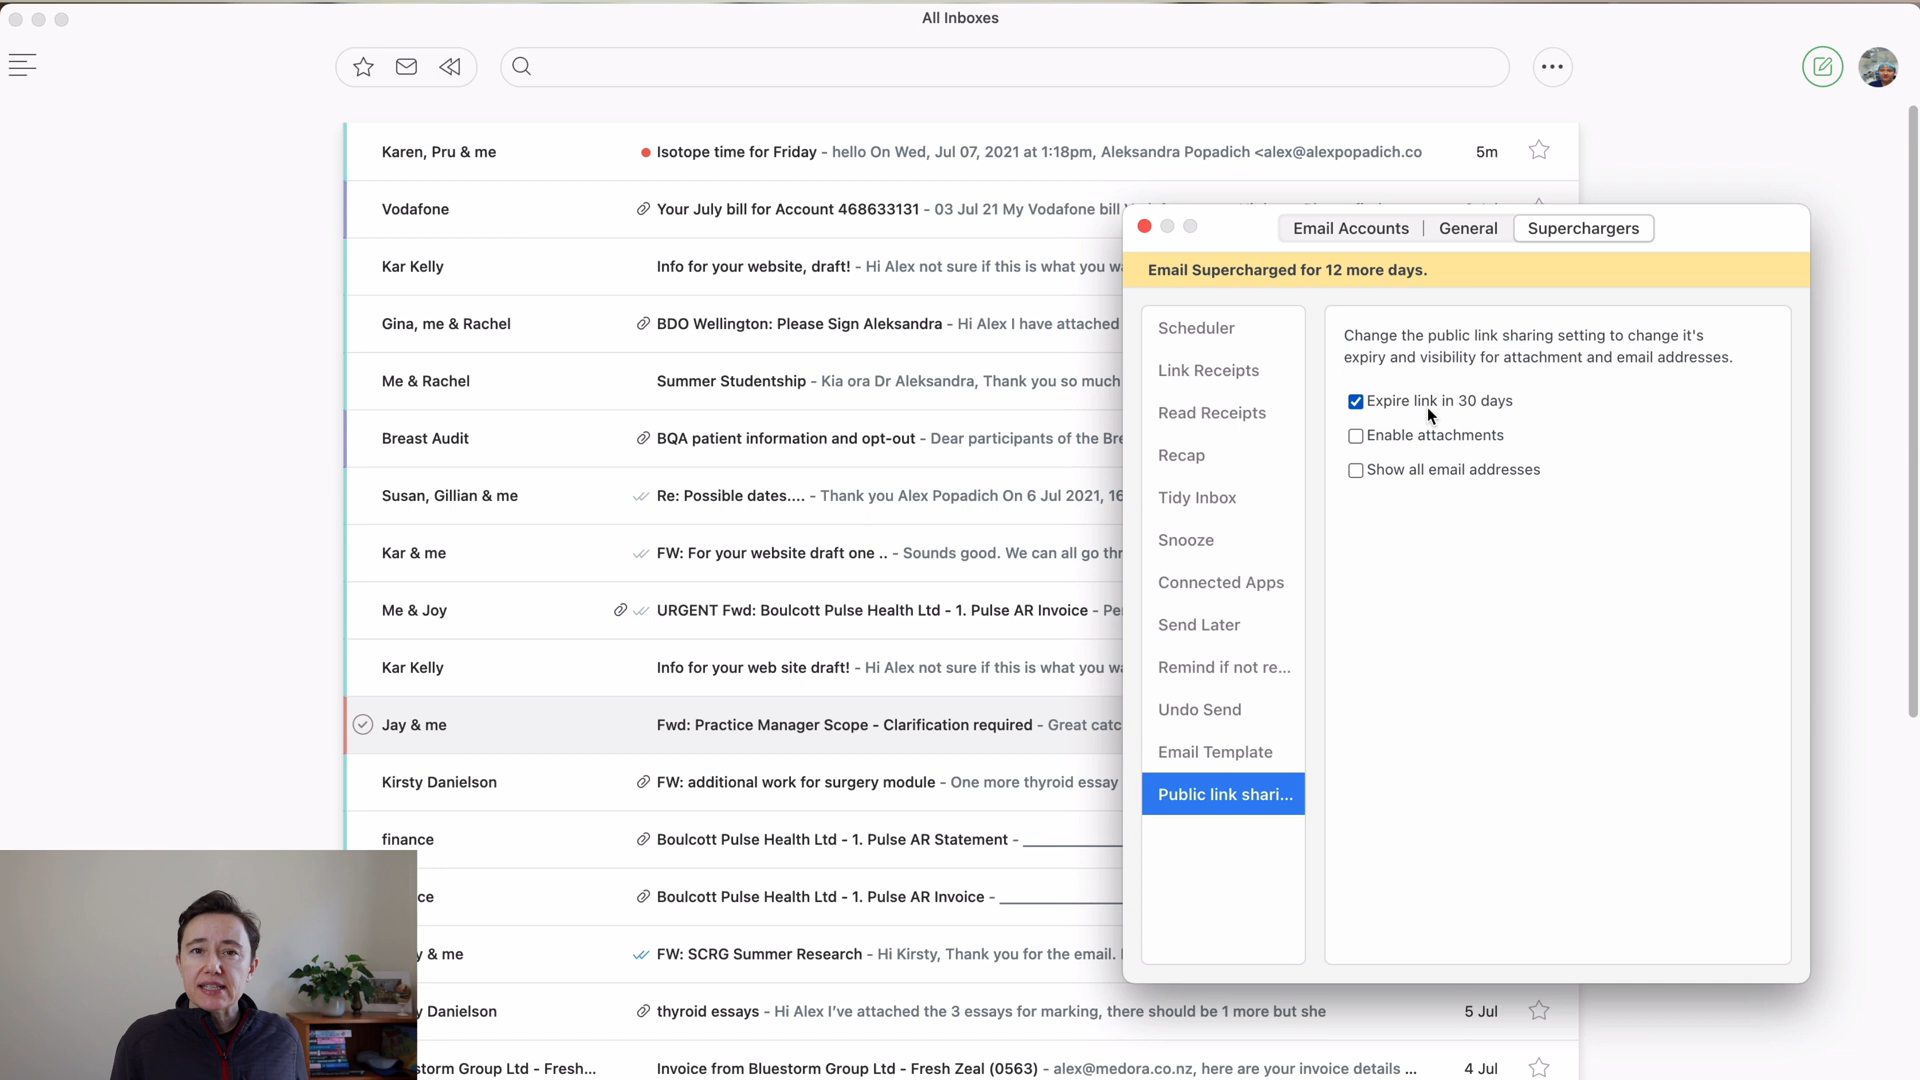 All Inboxes
Karen, Pru & me Isotope time for Friday - hello On Wed, Jul 07, 2021 at 1:18pm, Aleksandra Popadich <alex@alexpopadich.co 5m
Vodafone Your July bill for Account 468633131 - 03 Jul 21 My Vodafone bill
Kar Kelly Info for your website, draft! - Hi Alex not sure if this is what you
Gina, me & Rachel BDO Wellington: Please Sign Aleksandra - Hi Alex I have attached
Me & Rachel Summer Studentship - Kia ora Dr Aleksandra, Thank you so much
Breast Audit BQA patient information and opt-out - Dear participants of the
Susan, Gillian & me Re: Possible dates.... - Thank you Alex Popadich On 6 Jul 2021,
Kar & me FW: For your website draft one .. - Sounds good. We can all go
Me & Joy URGENT Fwd: Boulcott Pulse Health Ltd - 1. Pulse AR Invoice -
Kar Kelly Info for your web site draft! - Hi Alex not sure if this is what you
Jay & me Fwd: Practice Manager Scope - Clarification required - Great
Kirsty Danielson FW: additional work for surgery module - One more thyroid essay
finance Boulcott Pulse Health Ltd - 1. Pulse AR Statement -
ce Boulcott Pulse Health Ltd - 1. Pulse AR Invoice -
y & me FW: SCRG Summer Research - Hi Kirsty, Thank you for the email.
y Danielson thyroid essays - Hi Alex I've attached the 3 essays for marking, there should be 1 more but she 5 Jul
storm Group Ltd - Fresh... Invoice from Bluestorm Group Ltd - Fresh Zeal (0563) - alex@medora.co.nz, here are your invoice details ... 4 Jul
Email Accounts | General Superchargers
Email Supercharged for 12 more days.
Scheduler
Link Receipts
Read Receipts
Recap
Tidy Inbox
Snooze
Connected Apps
Send Later
Remind if not re...
Undo Send
Email Template
Public link shari...
Change the public link sharing setting to change it's
expiry and visibility for attachment and email addresses.
Expire link in 30 days
Enable attachments
Show all email addresses